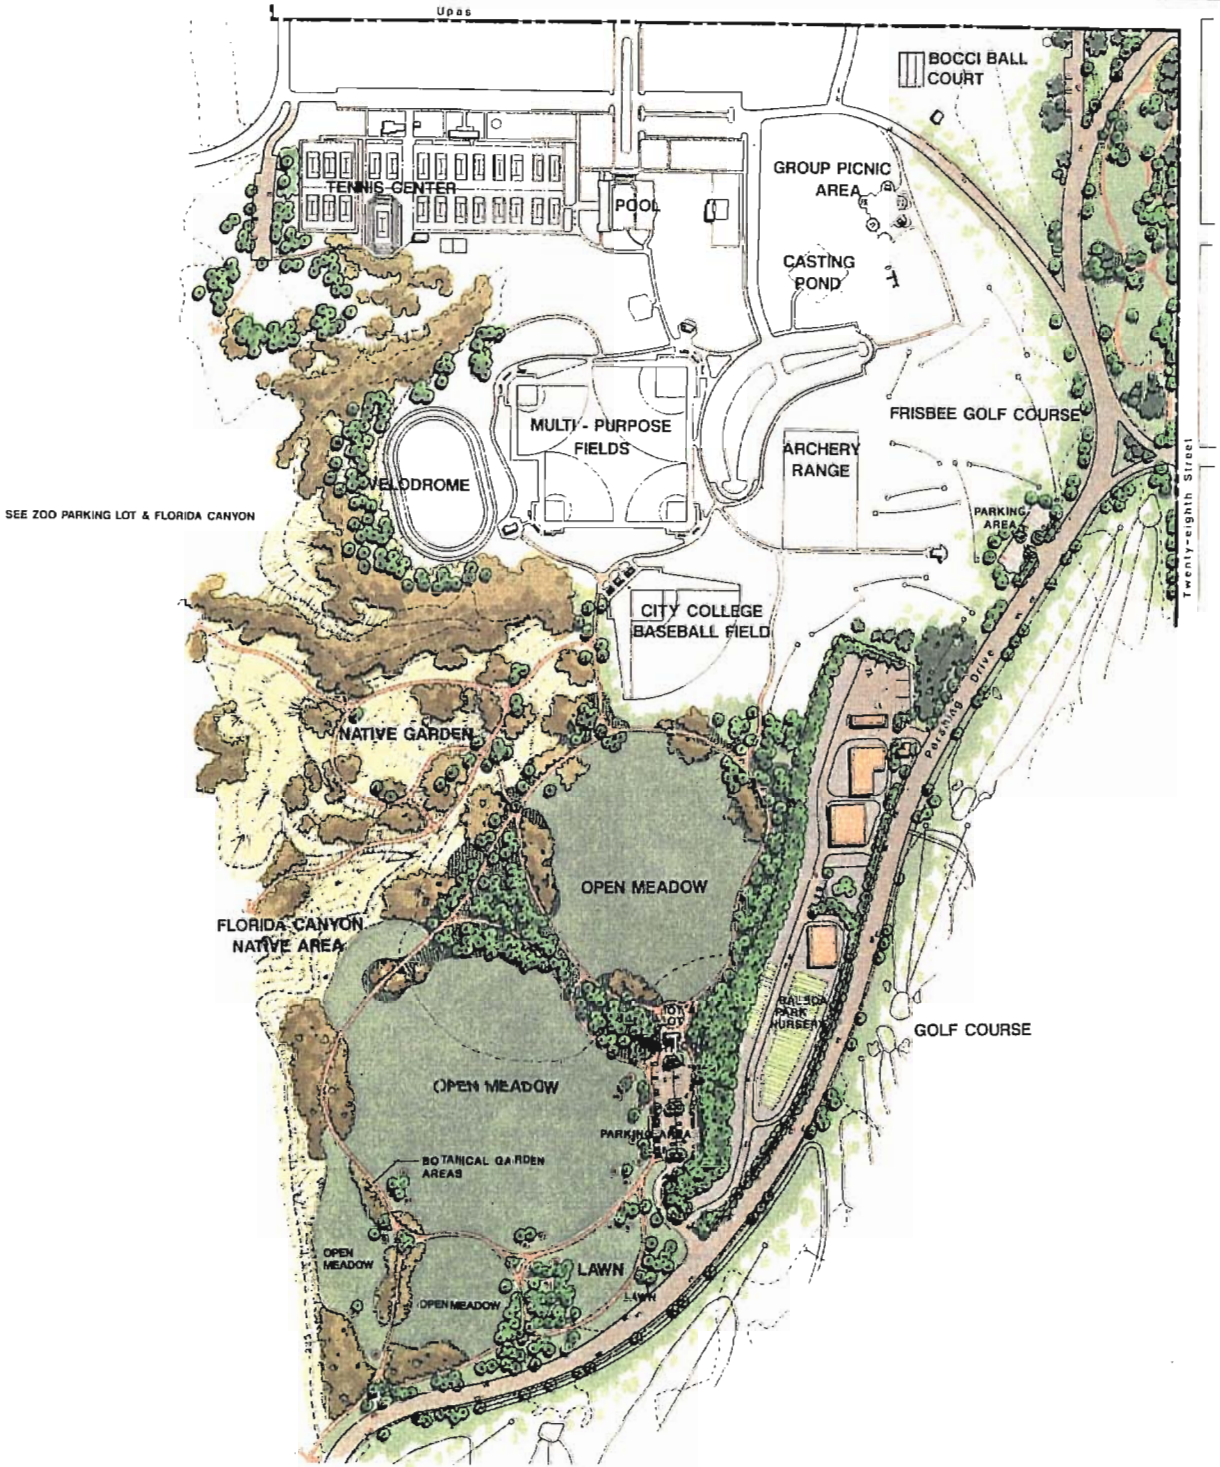 Upas
BOCCI BALL
COURT
GROUP PICNIC
AREA
TENNIS CENTER
POOL
CASTING
POND
FRISBEE GOLF COURSE
MULTI - PURPOSE
FIELDS
ARCHERY
RANGE
VELODROME
Twenty-eighth Street
SEE ZOO PARKING LOT & FLORIDA CANYON
PARKING
AREA
CITY COLLEGE
BASEBALL FIELD
Pershing Drive
NATIVE GARDEN
OPEN MEADOW
FLORIDA CANYON
NATIVE AREA
BALBOA
PARK
NURSERY
GOLF COURSE
OPEN MEADOW
PARKING AREA
BOTANICAL GARDEN
AREAS
OPEN
MEADOW
LAWN
LAWN
OPEN MEADOW